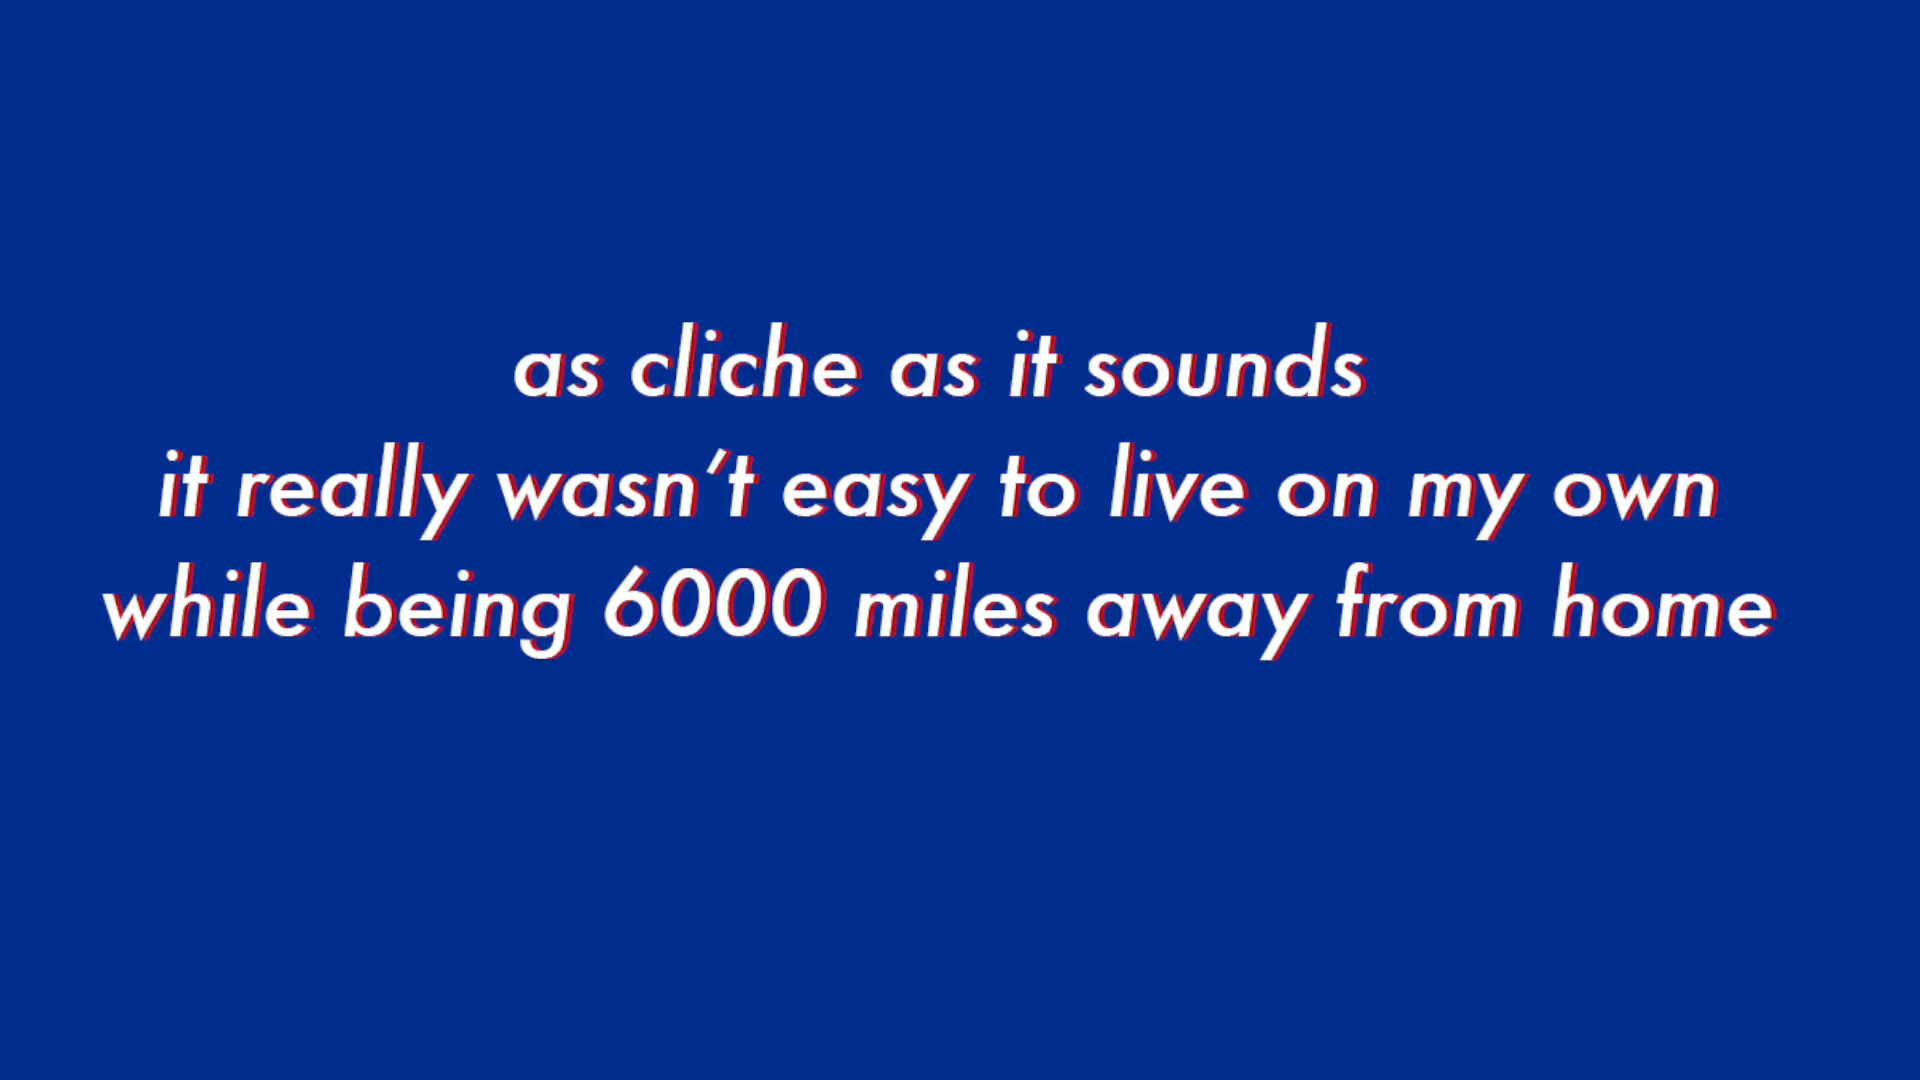 as cliche as it sounds
it really wasn't easy to live on my own
while being 6000 miles away from home